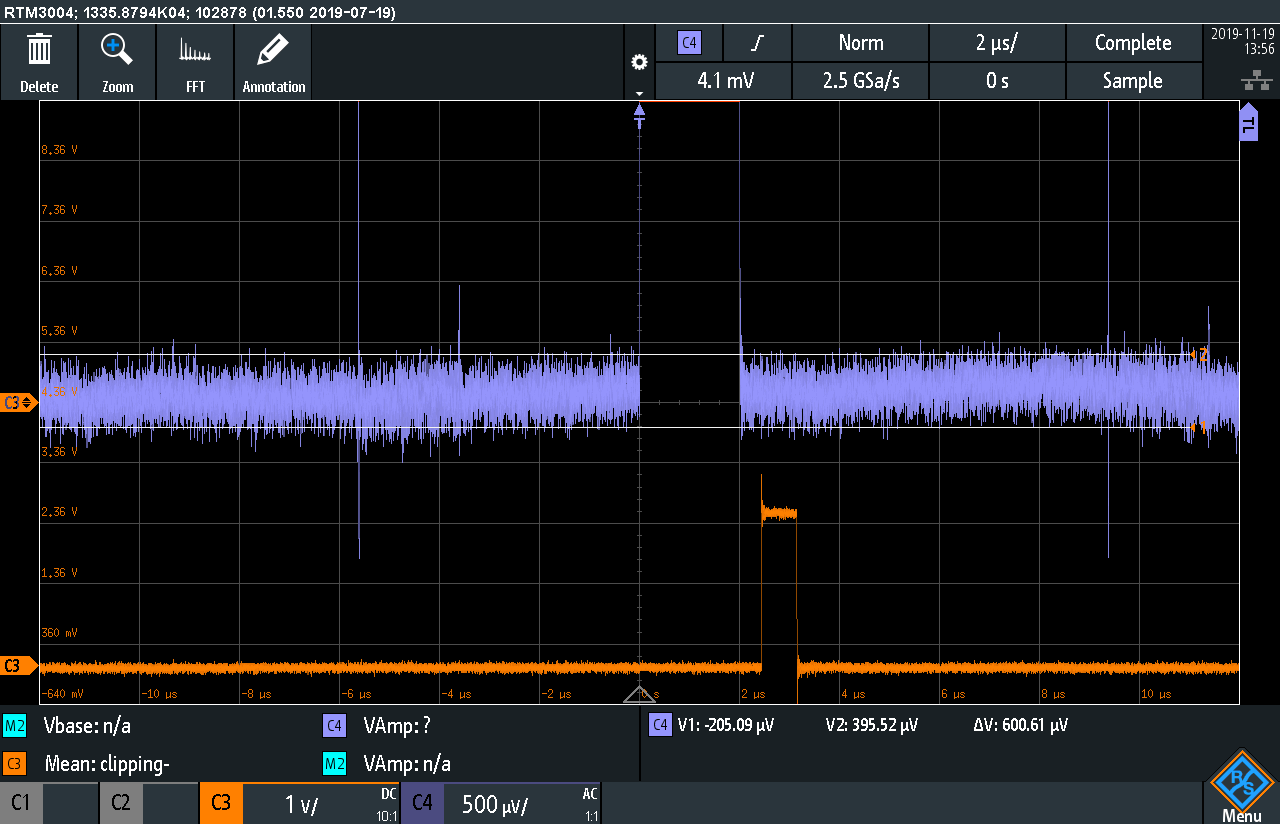 RTM3004; 1335.8794K04; 102878 (01.550 2019-07-19)
Delete
Zoom
FFT
Annotation
C4
Norm
2 µs/
Complete
4.1 mV
2.5 GSa/s
0 s
Sample
2019-11-19
13:56
TL
8.36 V
7.36 V
6.36 V
5.36 V
4.36 V
3.36 V
2.36 V
1.36 V
360 mV
-640 mV
C3
C3
2
1
-10 µs
-8 µs
-6 µs
-4 µs
-2 µs
0 s
2 µs
4 µs
6 µs
8 µs
10 µs
M2 Vbase: n/a
C4 VAmp: ?
C4 V1: -205.09 µV V2: 395.52 µV ΔV: 600.61 µV
C3 Mean: clipping-
M2 VAmp: n/a
C1
C2
C3 1 V/ DC 10:1
C4 500 µV/ AC 1:1
R&S
Menu